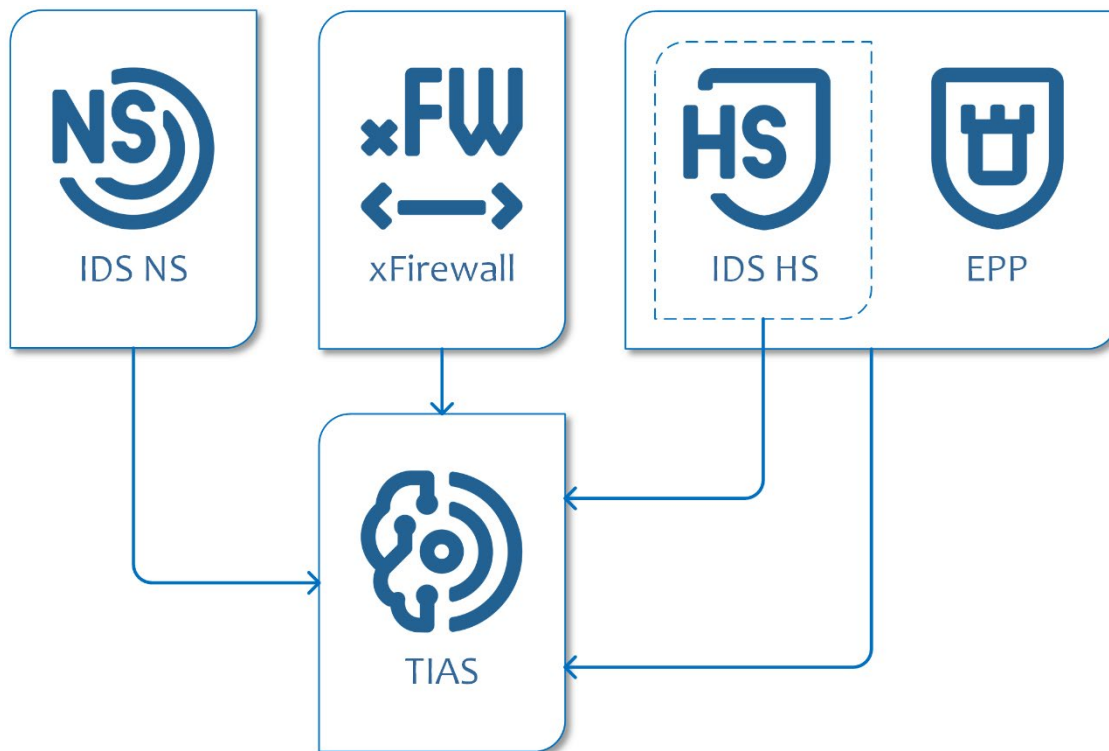 NS
IDS NS
xFW
xFirewall
HS
IDS HS
EPP
TIAS